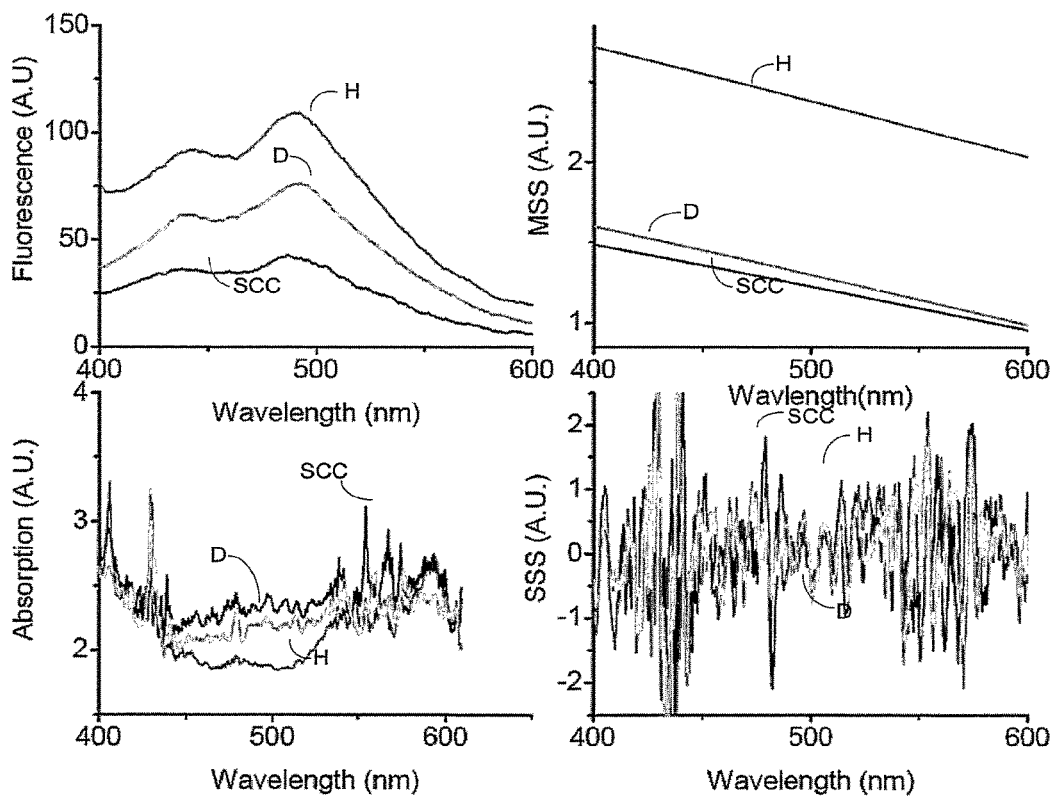 Fluorescence (A.U)
150
100
50
0
H
D
SCC
400
500
600
Wavelength (nm)
MSS (A.U.)
2
1
H
D
SCC
400
500
600
Wavlength(nm)
Absorption (A.U.)
4
3
2
SCC
D
H
400
500
600
Wavelength (nm)
SSS (A.U.)
2
1
0
-1
-2
SCC
H
D
400
500
600
Wavelength (nm)